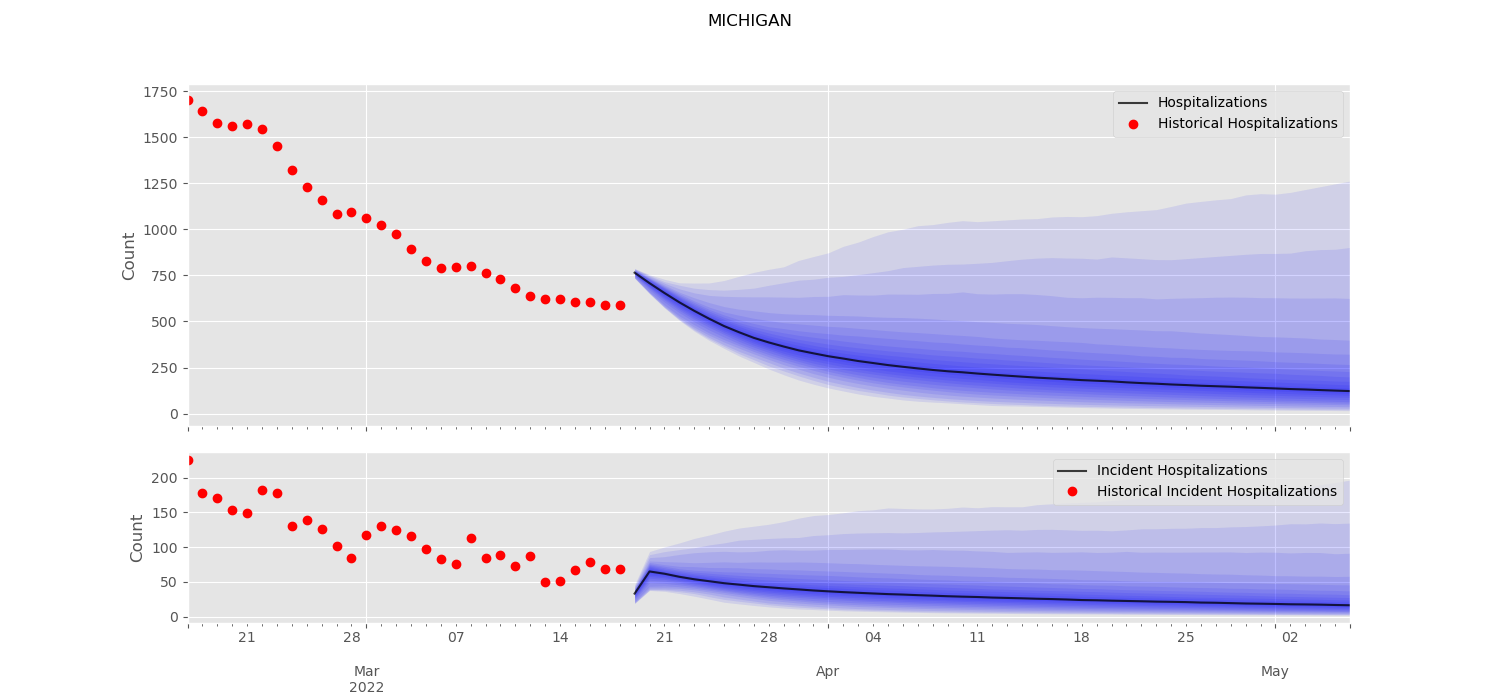 MICHIGAN
Hospitalizations
Historical Hospitalizations
Count
1750
1500
1250
1000
750
500
250
0
Incident Hospitalizations
Historical Incident Hospitalizations
Count
200
150
100
50
0
21 28 07 14 21 28 04 11 18 25 02
Mar Apr May
2022